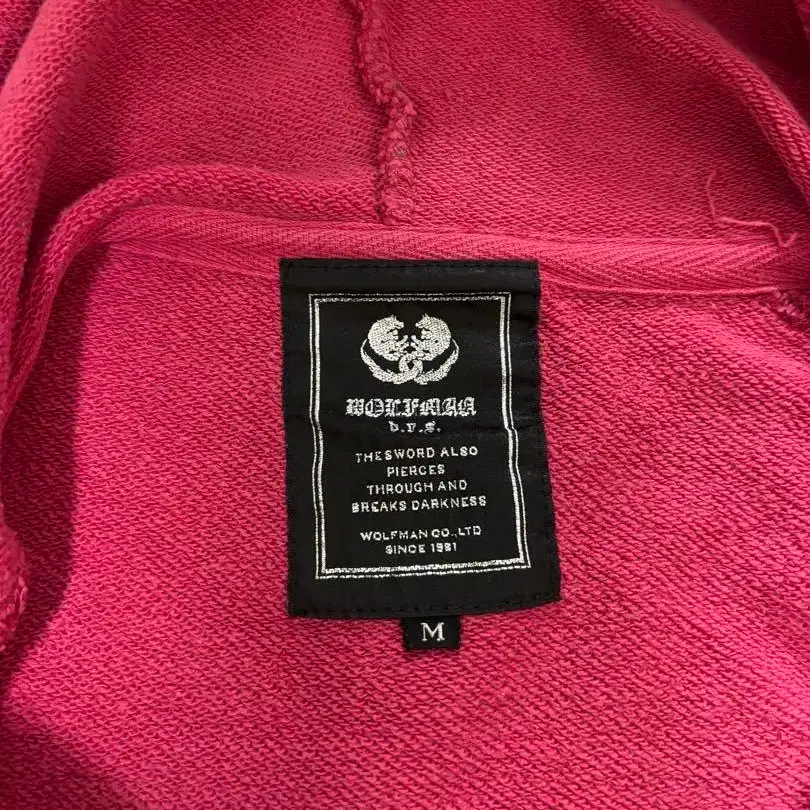 WOLFMAN
b.r.s.
THE SWORD ALSO
PIERCES
THROUGH AND
BREAKS DARKNESS
WOLFMAN CO.,LTD
SINCE 1981
M